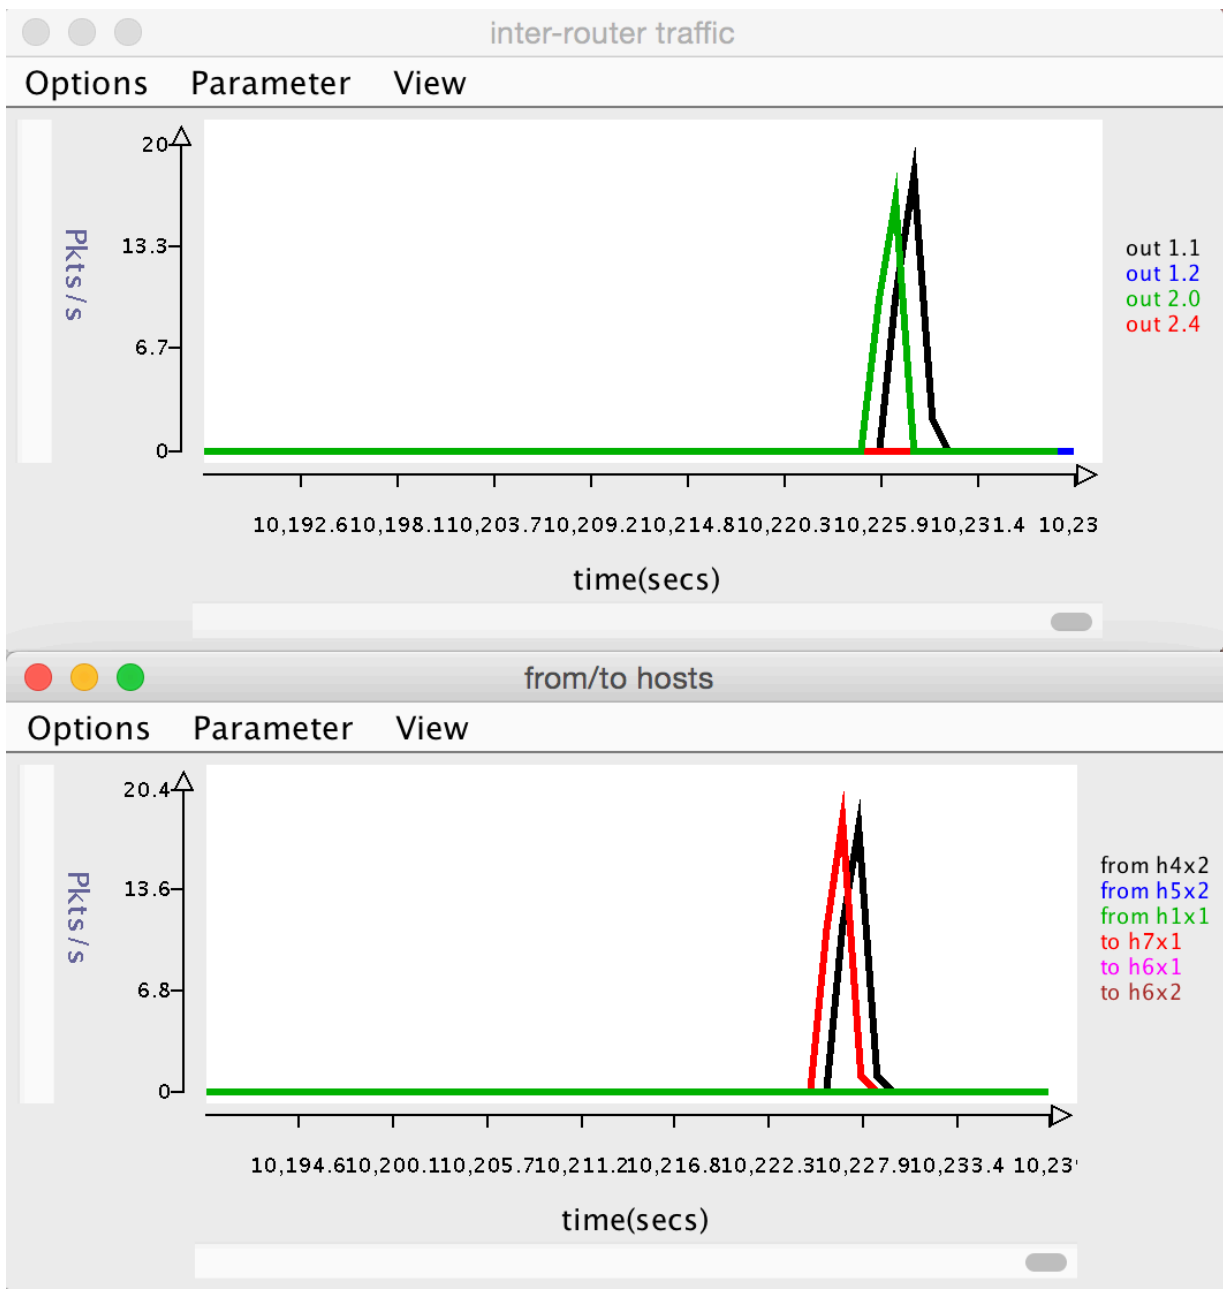 inter-router traffic
Options Parameter View
20
13.3
6.7
0
Pkts/s
out 1.1
out 1.2
out 2.0
out 2.4
10,192.610,198.110,203.710,209.210,214.810,220.310,225.910,231.4 10,23
time(secs)
from/to hosts
Options Parameter View
20.4
13.6
6.8
0
Pkts/s
from h4x2
from h5x2
from h1x1
to h7x1
to h6x1
to h6x2
10,194.610,200.110,205.710,211.210,216.810,222.310,227.910,233.4 10,23
time(secs)